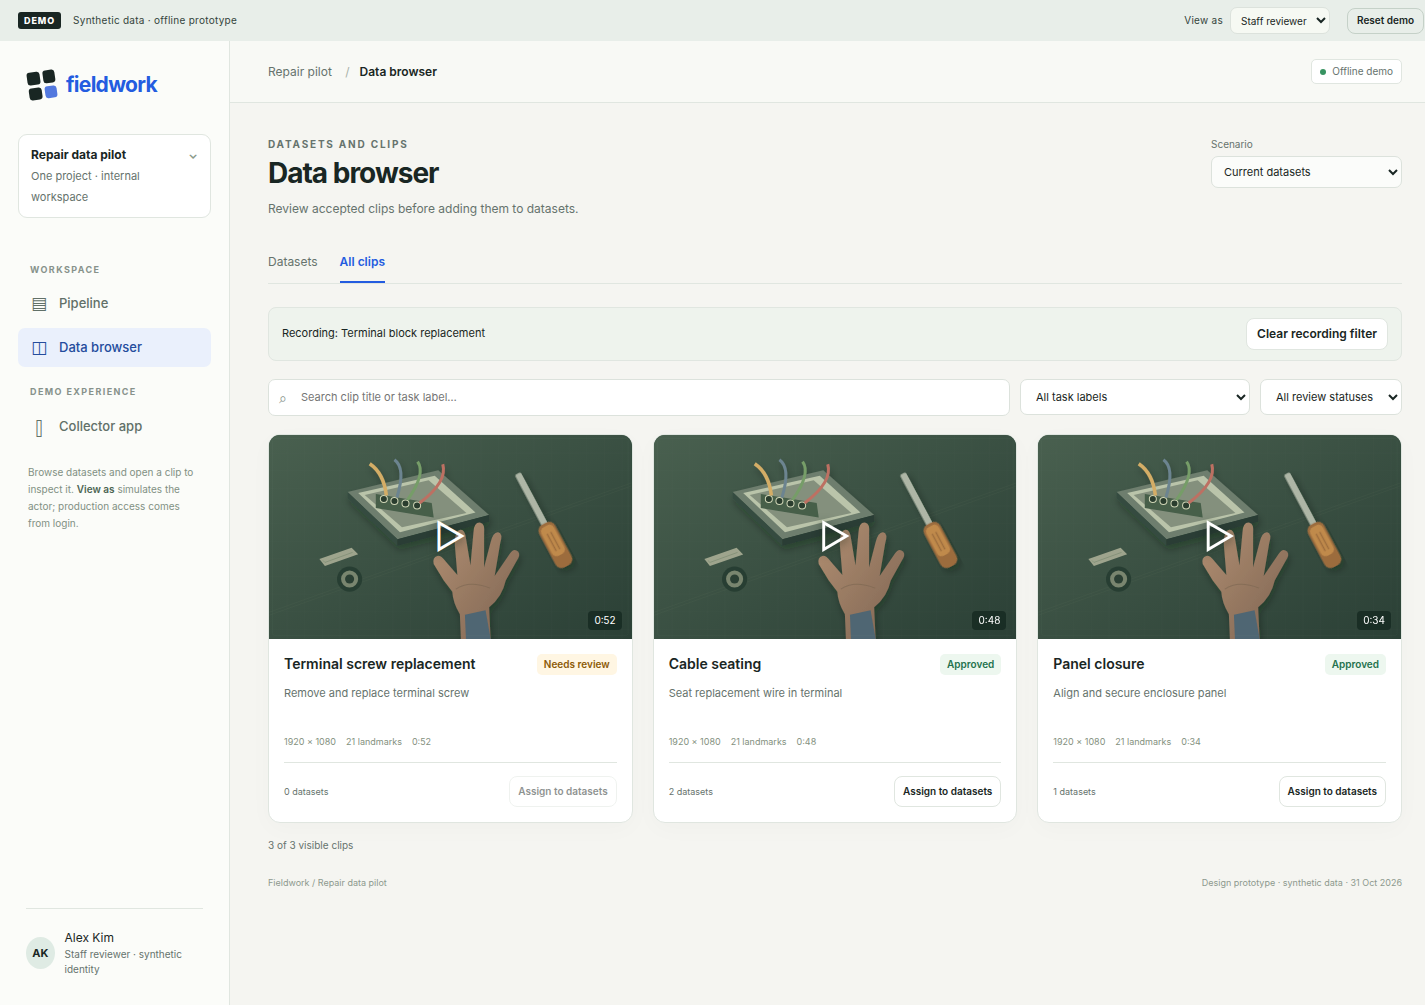 DEMO Synthetic data · offline prototype
View as Staff reviewer Reset demo
fieldwork
Repair data pilot
One project · internal
workspace
WORKSPACE
Pipeline
Data browser
DEMO EXPERIENCE
Collector app
Browse datasets and open a clip to
inspect it. View as simulates the
actor; production access comes
from login.
AK
Alex Kim
Staff reviewer · synthetic
identity
Repair pilot / Data browser
Offline demo
DATASETS AND CLIPS
Data browser
Review accepted clips before adding them to datasets.
Scenario
Current datasets
Datasets All clips
Recording: Terminal block replacement
Clear recording filter
Search clip title or task label...
All task labels
All review statuses
0:52
Terminal screw replacement Needs review
Remove and replace terminal screw
1920 × 1080 21 landmarks 0:52
0 datasets Assign to datasets
0:48
Cable seating Approved
Seat replacement wire in terminal
1920 × 1080 21 landmarks 0:48
2 datasets Assign to datasets
0:34
Panel closure Approved
Align and secure enclosure panel
1920 × 1080 21 landmarks 0:34
1 datasets Assign to datasets
3 of 3 visible clips
Fieldwork / Repair data pilot
Design prototype · synthetic data · 31 Oct 2026